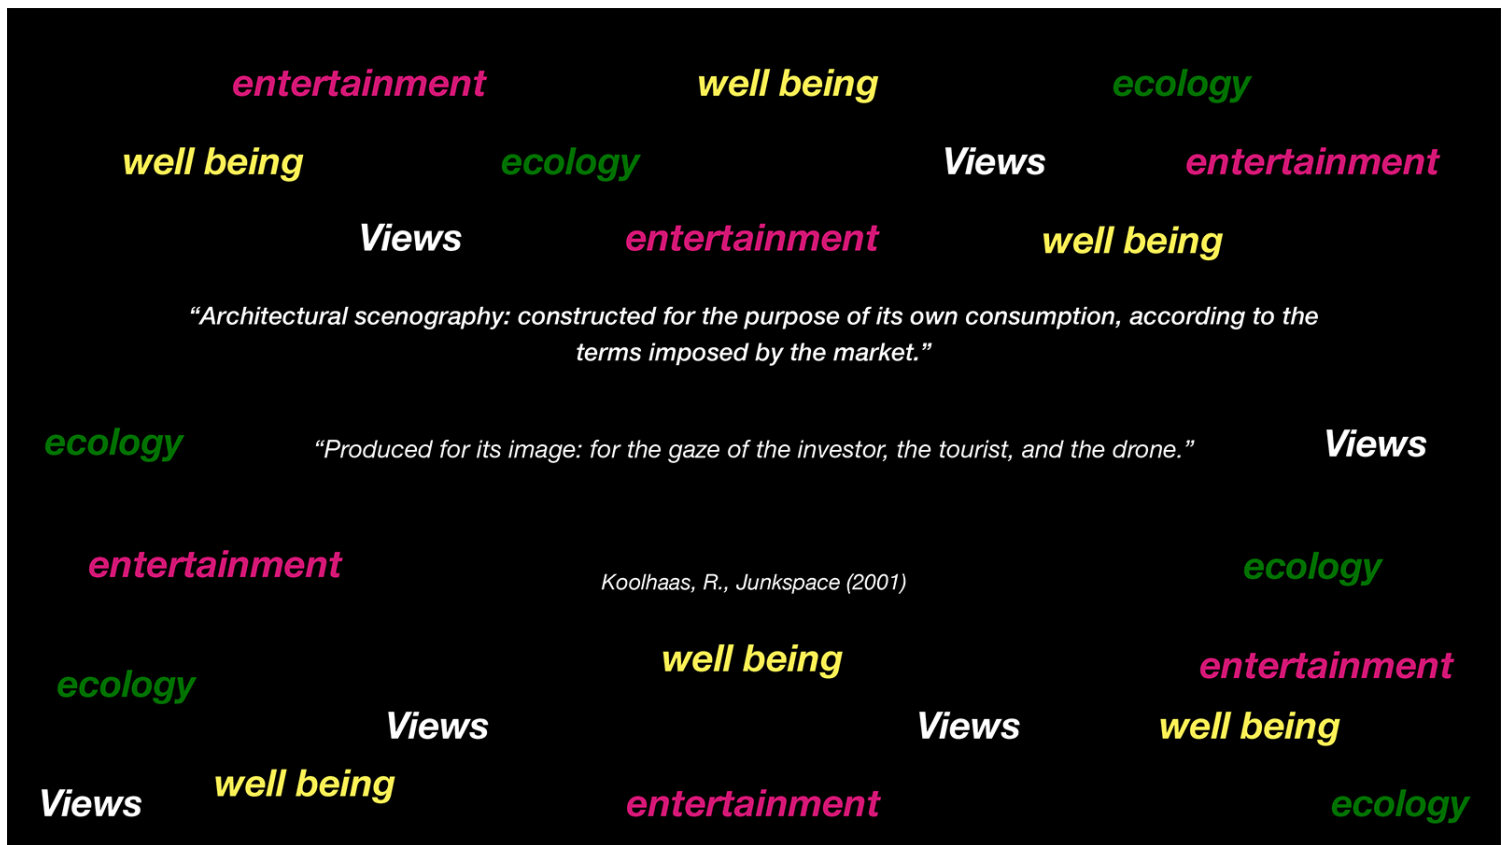 entertainment well being ecology
well being ecology Views entertainment
Views entertainment well being
“Architectural scenography: constructed for the purpose of its own consumption, according to the
terms imposed by the market.”
ecology “Produced for its image: for the gaze of the investor, the tourist, and the drone.” Views
entertainment Koolhaas, R., Junkspace (2001) ecology
well being entertainment
ecology
Views Views well being
well being
Views entertainment ecology